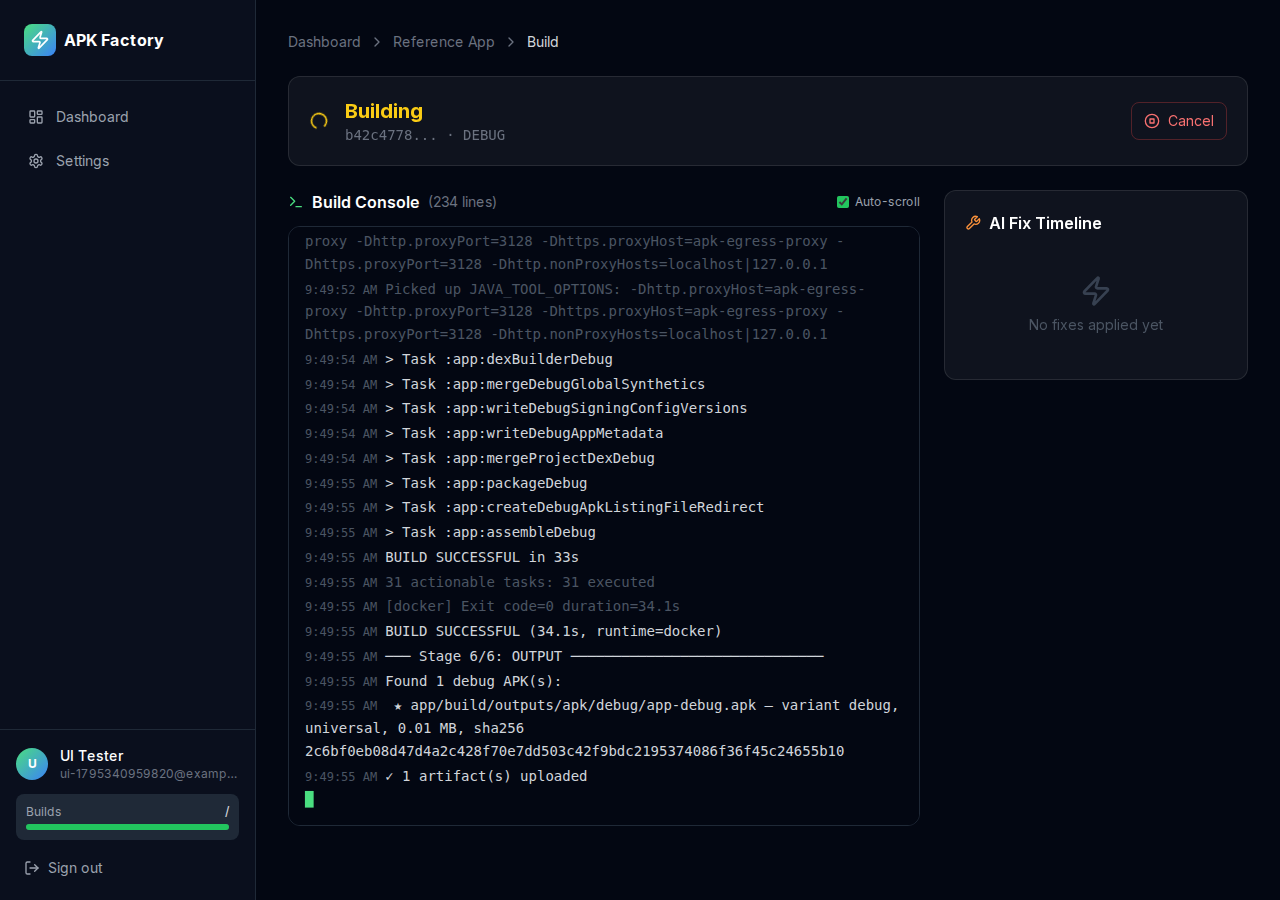 APK Factory
Dashboard
Settings
UI Tester
ui-1795340959820@examp...
Builds /
Sign out
Dashboard > Reference App > Build
Building
b42c4778... · DEBUG
Cancel
Build Console (234 lines)
Auto-scroll
proxy -Dhttp.proxyPort=3128 -Dhttps.proxyHost=apk-egress-proxy -
Dhttps.proxyPort=3128 -Dhttp.nonProxyHosts=localhost|127.0.0.1
9:49:52 AM Picked up JAVA_TOOL_OPTIONS: -Dhttp.proxyHost=apk-egress-
proxy -Dhttp.proxyPort=3128 -Dhttps.proxyHost=apk-egress-proxy -
Dhttps.proxyPort=3128 -Dhttp.nonProxyHosts=localhost|127.0.0.1
9:49:54 AM > Task :app:dexBuilderDebug
9:49:54 AM > Task :app:mergeDebugGlobalSynthetics
9:49:54 AM > Task :app:writeDebugSigningConfigVersions
9:49:54 AM > Task :app:writeDebugAppMetadata
9:49:54 AM > Task :app:mergeProjectDexDebug
9:49:55 AM > Task :app:packageDebug
9:49:55 AM > Task :app:createDebugApkListingFileRedirect
9:49:55 AM > Task :app:assembleDebug
9:49:55 AM BUILD SUCCESSFUL in 33s
9:49:55 AM 31 actionable tasks: 31 executed
9:49:55 AM [docker] Exit code=0 duration=34.1s
9:49:55 AM BUILD SUCCESSFUL (34.1s, runtime=docker)
9:49:55 AM ─── Stage 6/6: OUTPUT ──────────────────────────────
9:49:55 AM Found 1 debug APK(s):
9:49:55 AM ★ app/build/outputs/apk/debug/app-debug.apk — variant debug,
universal, 0.01 MB, sha256
2c6bf0eb08d47d4a2c428f70e7dd503c42f9bdc2195374086f36f45c24655b10
9:49:55 AM ✓ 1 artifact(s) uploaded
AI Fix Timeline
No fixes applied yet